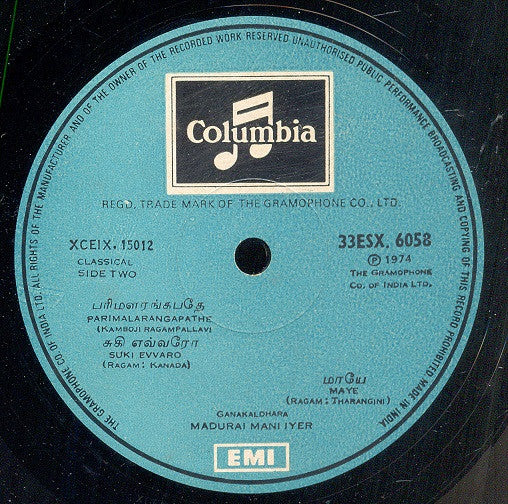 AND OF THE OWNER OF THE RECORDED WORK RESERVED UNAUTHORISED PUBLIC PERFORMANCE BROADCASTING AND COPYING OF THIS RECORD PROHIBITED MADE IN INDIA
THE GRAMOPHONE CO. OF INDIA LTD. ALL RIGHTS OF THE MANUFACTURER
Columbia
REGD. TRADE MARK OF THE GRAMOPHONE CO., LTD.
XCEIX. 15012
33ESX. 6058
CLASSICAL
SIDE TWO
℗ 1974
THE GRAMOPHONE
CO. OF INDIA LTD.
பரிமளரங்கபதே
PARIMALARANGAPATHE
(KAMBOJI RAGAMPALLAVI)
சுகி எவ்வரோ
SUKI EVVARO
(RAGAM: KANADA)
மாயே
MAYE
(RAGAM: THARANGINI)
GANAKALDHARA
MADURAI MANI IYER
EMI